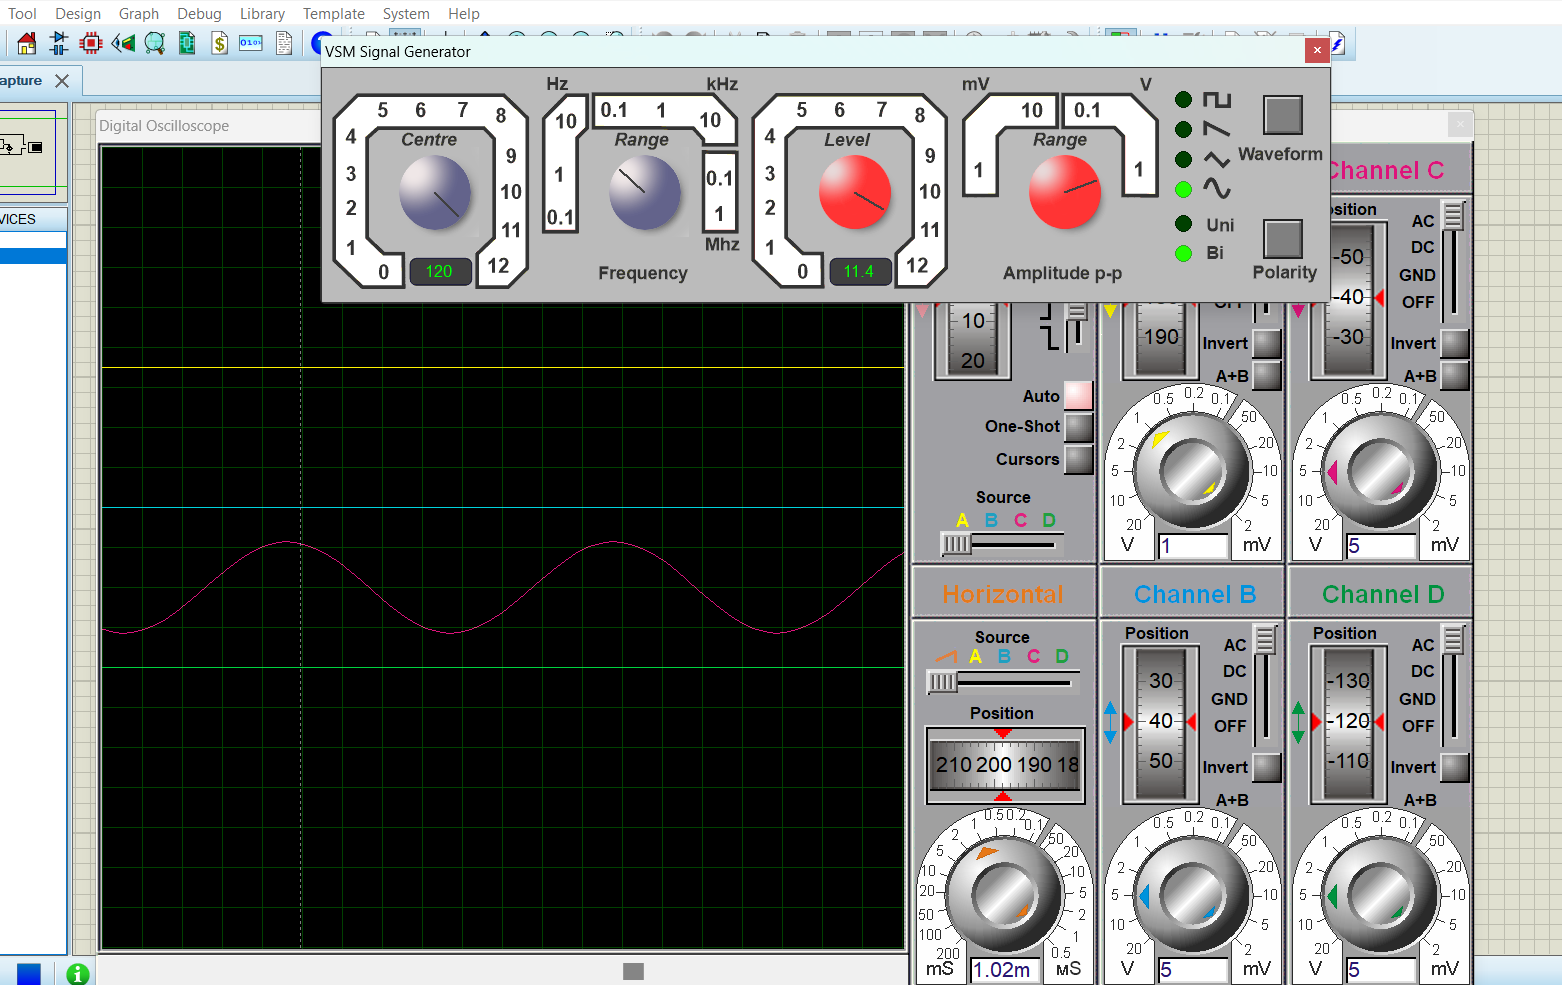 Tool Design Graph Debug Library Template System Help
VSM Signal Generator
apture
Digital Oscilloscope
VICES
Centre
0 1 2 3 4 5 6 7 8 9 10 11 12
120
Hz kHz
10 1 0.1
0.1 1 10
0.1 1
Mhz
Range
Frequency
Level
0 1 2 3 4 5 6 7 8 9 10 11 12
11.4
mV V
1 10 0.1 1
Range
Amplitude p-p
Waveform
Uni
Bi
Polarity
10
20
Auto
One-Shot
Cursors
Source
A B C D
190
OFF
Invert
A+B
20 10 5 2 1 0.5 0.2 0.1 50 20 10 5 2
V 1 mV
Channel C
Position
-50
-40
-30
AC
DC
GND
OFF
Invert
A+B
20 10 5 2 1 0.5 0.2 0.1 50 20 10 5 2
V 5 mV
Horizontal
Source
A B C D
Position
210 200 190 18
200 100 50 20 10 5 2 1 0.5 0.2 0.1 50 20 10 5 2 1 0.5
mS 1.02m µS
Channel B
Position
30
40
50
AC
DC
GND
OFF
Invert
A+B
20 10 5 2 1 0.5 0.2 0.1 50 20 10 5 2
V 5 mV
Channel D
Position
-130
-120
-110
AC
DC
GND
OFF
Invert
A+B
20 10 5 2 1 0.5 0.2 0.1 50 20 10 5 2
V 5 mV